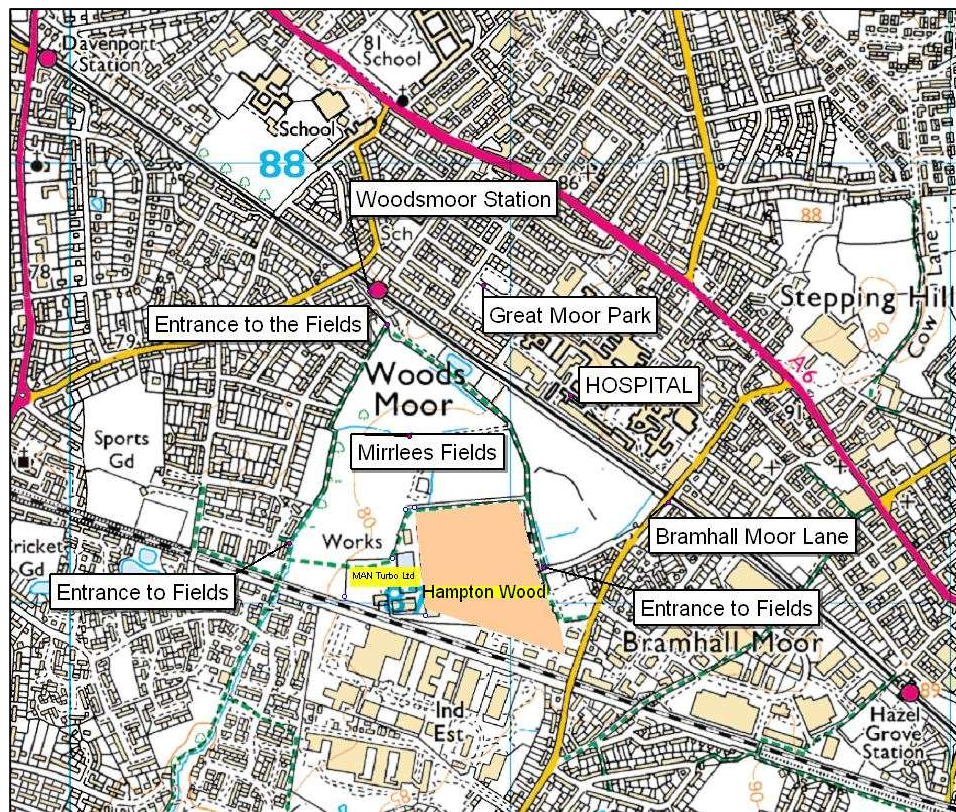 Davenport
Station
81
School
School
88
86
Woodsmoor Station
88
Sch
78
Cow Lane
Entrance to the Fields
Great Moor Park
Stepping Hill
90
79
Woods
Moor
HOSPITAL
A6
91
Sports
Gd
Mirrlees Fields
80
Works
Bramhall Moor Lane
Cricket
Gd
MAN Turbo Ltd
Entrance to Fields
Hampton Wood
Entrance to Fields
Bramhall Moor
89
Ind
Est
Hazel
Grove
Station
90